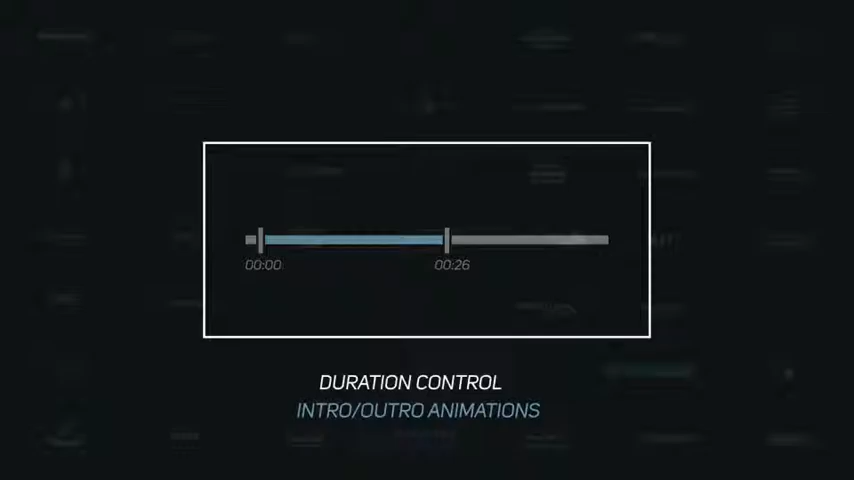 00:00 00:26
DURATION CONTROL
INTRO/OUTRO ANIMATIONS